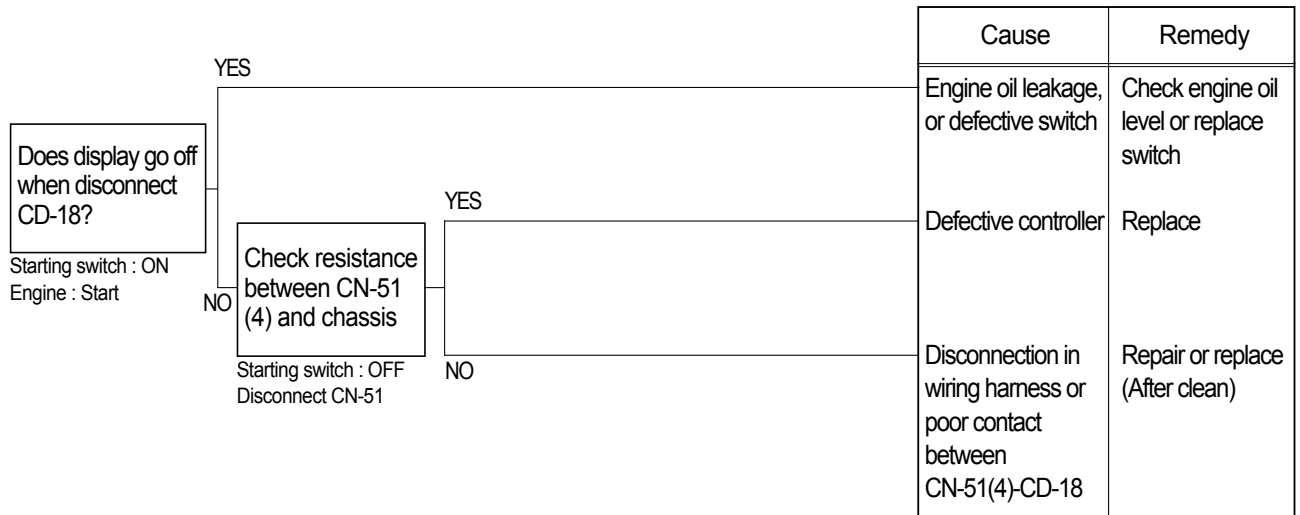 Cause
Remedy
YES
Engine oil leakage,
or defective switch
Check engine oil
level or replace
switch
Does display go off
when disconnect
CD-18?
Starting switch : ON
Engine : Start
YES
Defective controller
Replace
NO
Check resistance
between CN-51
(4) and chassis
Starting switch : OFF
Disconnect CN-51
NO
Disconnection in
wiring harness or
poor contact
between
CN-51(4)-CD-18
Repair or replace
(After clean)